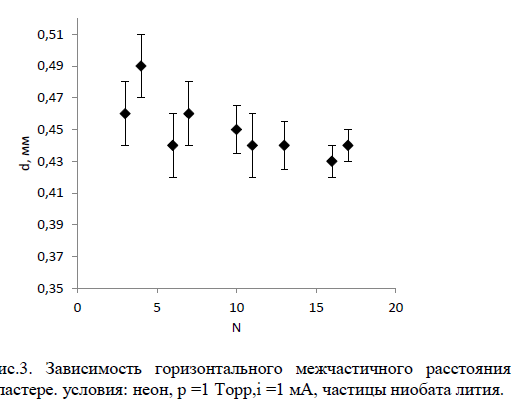 0,51
0,49
0,47
0,45
0,43
0,41
0,39
0,37
0,35
d, мм
0 5 10 15 20
N
ис.3. Зависимость горизонтального межчастичного расстояния
ластере. условия: неон, p =1 Торр,i =1 мА, частицы ниобата лития.